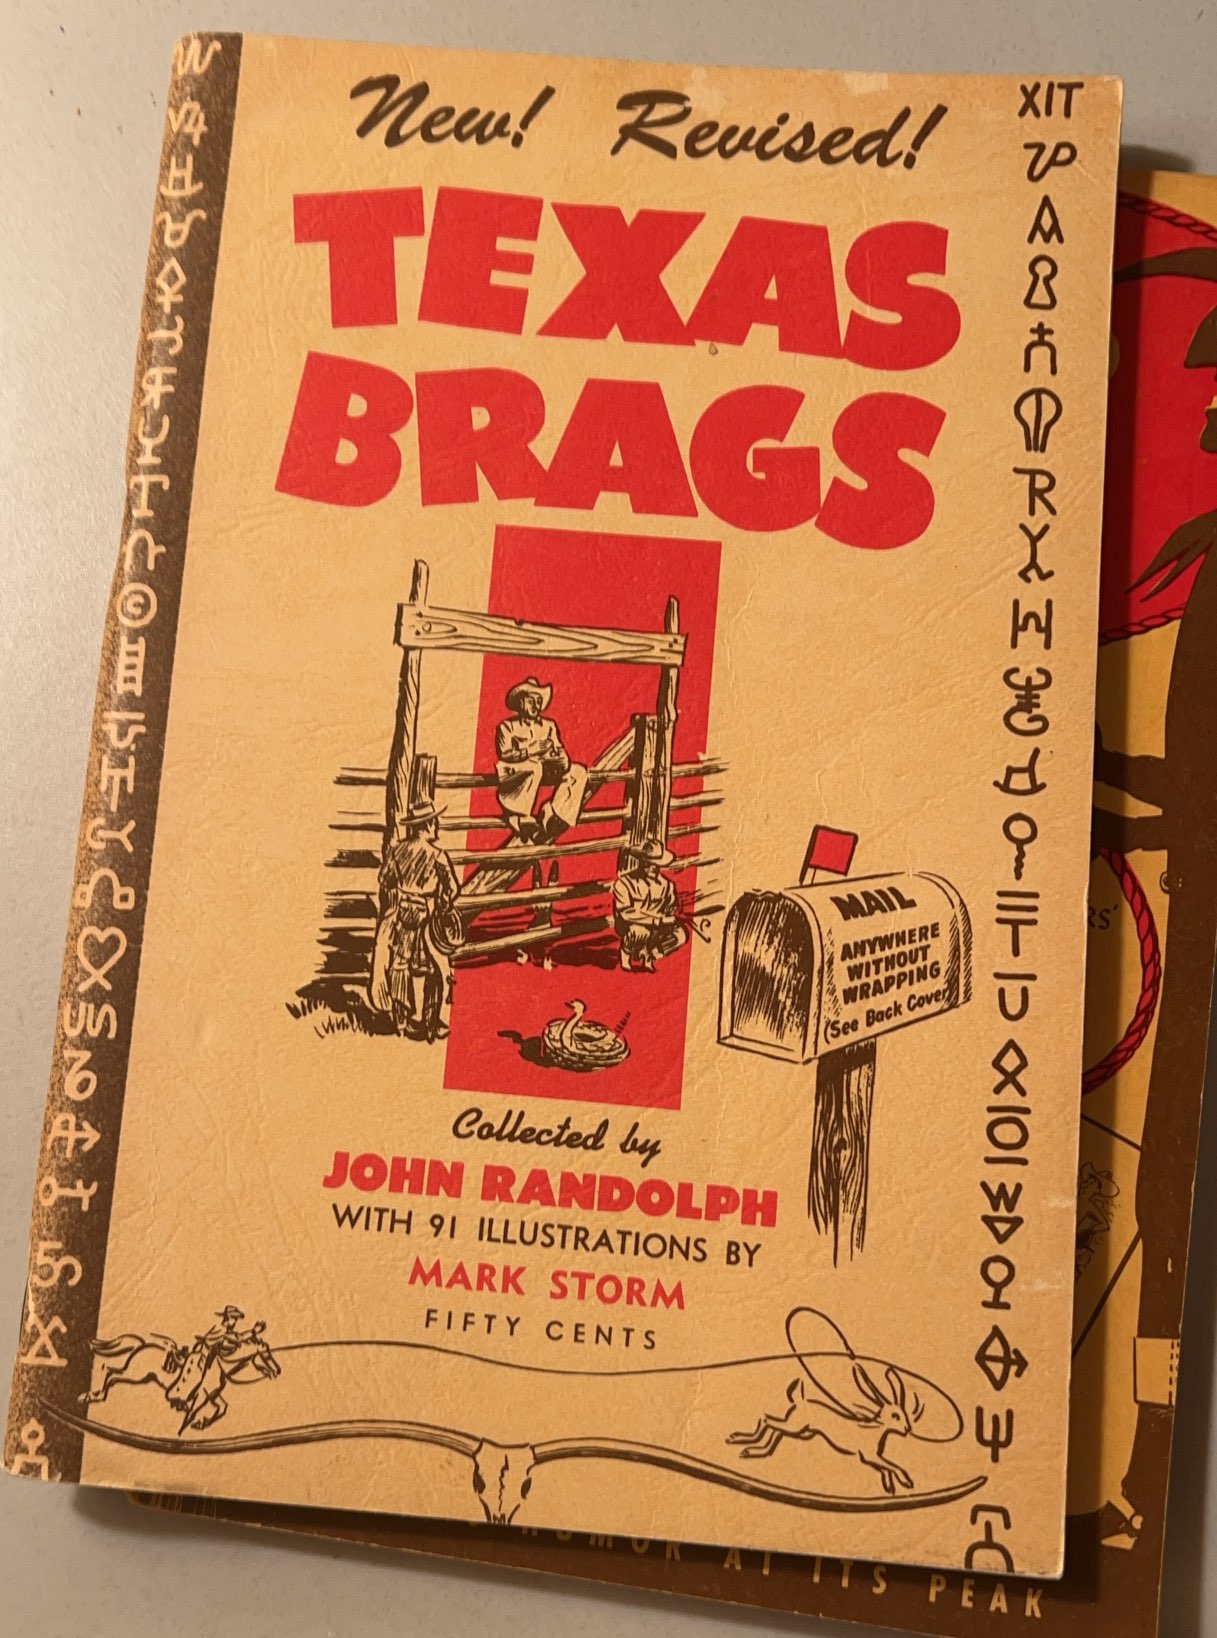 New! Revised!
TEXAS
BRAGS
MAIL
ANYWHERE
WITHOUT
WRAPPING
(See Back Cover)
Collected by
JOHN RANDOLPH
WITH 91 ILLUSTRATIONS BY
MARK STORM
FIFTY CENTS
XIT
RS'
HUMOR AT ITS PEAK